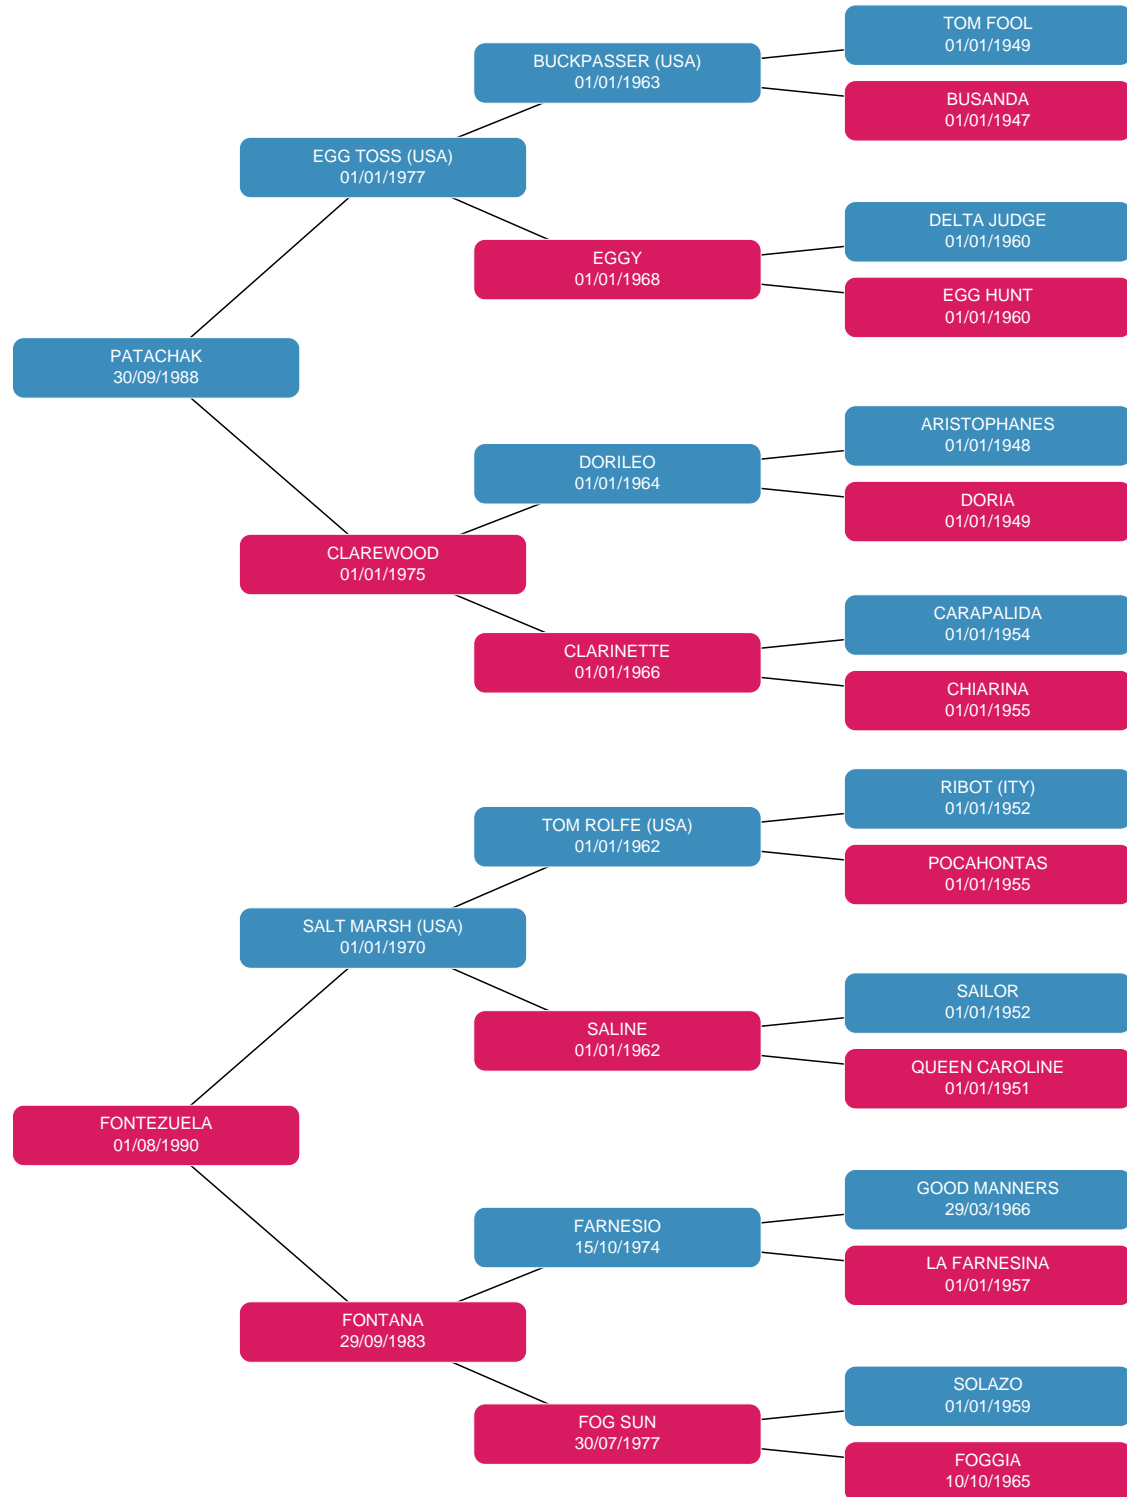 TOM FOOL
01/01/1949
BUCKPASSER (USA)
01/01/1963
BUSANDA
01/01/1947
EGG TOSS (USA)
01/01/1977
DELTA JUDGE
01/01/1960
EGGY
01/01/1968
EGG HUNT
01/01/1960
PATACHAK
30/09/1988
ARISTOPHANES
01/01/1948
DORILEO
01/01/1964
DORIA
01/01/1949
CLAREWOOD
01/01/1975
CARAPALIDA
01/01/1954
CLARINETTE
01/01/1966
CHIARINA
01/01/1955
RIBOT (ITY)
01/01/1952
TOM ROLFE (USA)
01/01/1962
POCAHONTAS
01/01/1955
SALT MARSH (USA)
01/01/1970
SAILOR
01/01/1952
SALINE
01/01/1962
QUEEN CAROLINE
01/01/1951
FONTEZUELA
01/08/1990
GOOD MANNERS
29/03/1966
FARNESIO
15/10/1974
LA FARNESINA
01/01/1957
FONTANA
29/09/1983
SOLAZO
01/01/1959
FOG SUN
30/07/1977
FOGGIA
10/10/1965